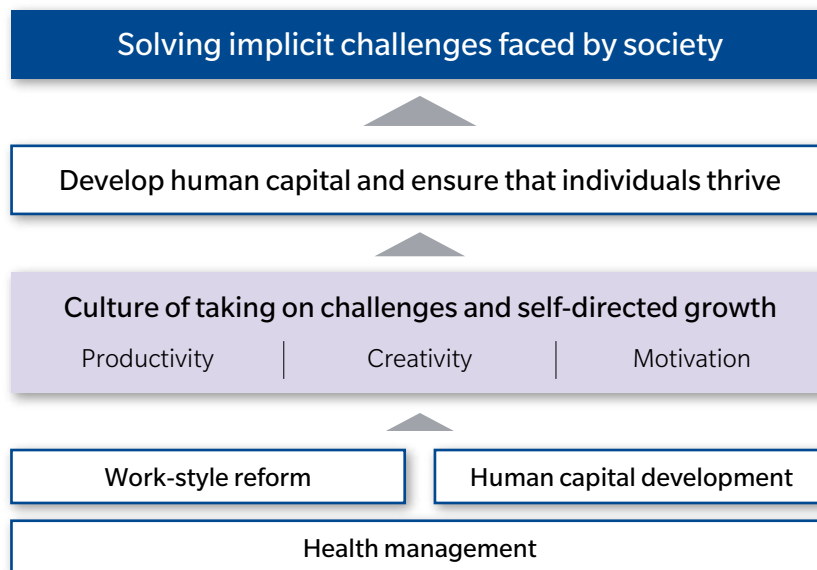 Solving implicit challenges faced by society
Develop human capital and ensure that individuals thrive
Culture of taking on challenges and self-directed growth
Productivity
Creativity
Motivation
Work-style reform
Human capital development
Health management